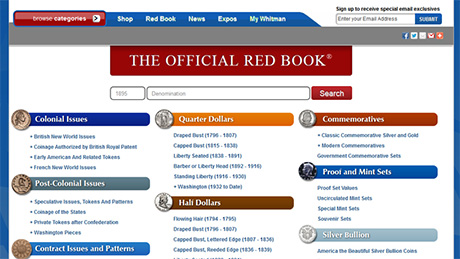 browse categories
Shop
Red Book
News
Expos
My Whitman
Sign up to receive special email exclusives
Enter your Email Address
SUBMIT
THE OFFICIAL RED BOOK®
1895
Denomination
Search
Colonial Issues
British New World Issues
Coinage Authorized by British Royal Patent
Early American And Related Tokens
French New World Issues
Post-Colonial Issues
Speculative Issues, Tokens And Patterns
Coinage of the States
Private Tokens after Confederation
Washington Pieces
Contract Issues and Patterns
Quarter Dollars
Draped Bust (1796 - 1807)
Capped Bust (1815 - 1838)
Liberty Seated (1838 - 1891)
Barber or Liberty Head (1892 - 1916)
Standing Liberty (1916 - 1930)
Washington (1932 to Date)
Half Dollars
Flowing Hair (1794 - 1795)
Draped Bust (1796 - 1807)
Capped Bust, Lettered Edge (1807 - 1836)
Capped Bust, Reeded Edge (1836 - 1839)
Commemoratives
Classic Commemorative Silver and Gold
Modern Commemoratives
Government Commemorative Sets
Proof and Mint Sets
Proof Set Values
Uncirculated Mint Sets
Special Mint Sets
Souvenir Sets
Silver Bullion
America the Beautiful Silver Bullion Coins